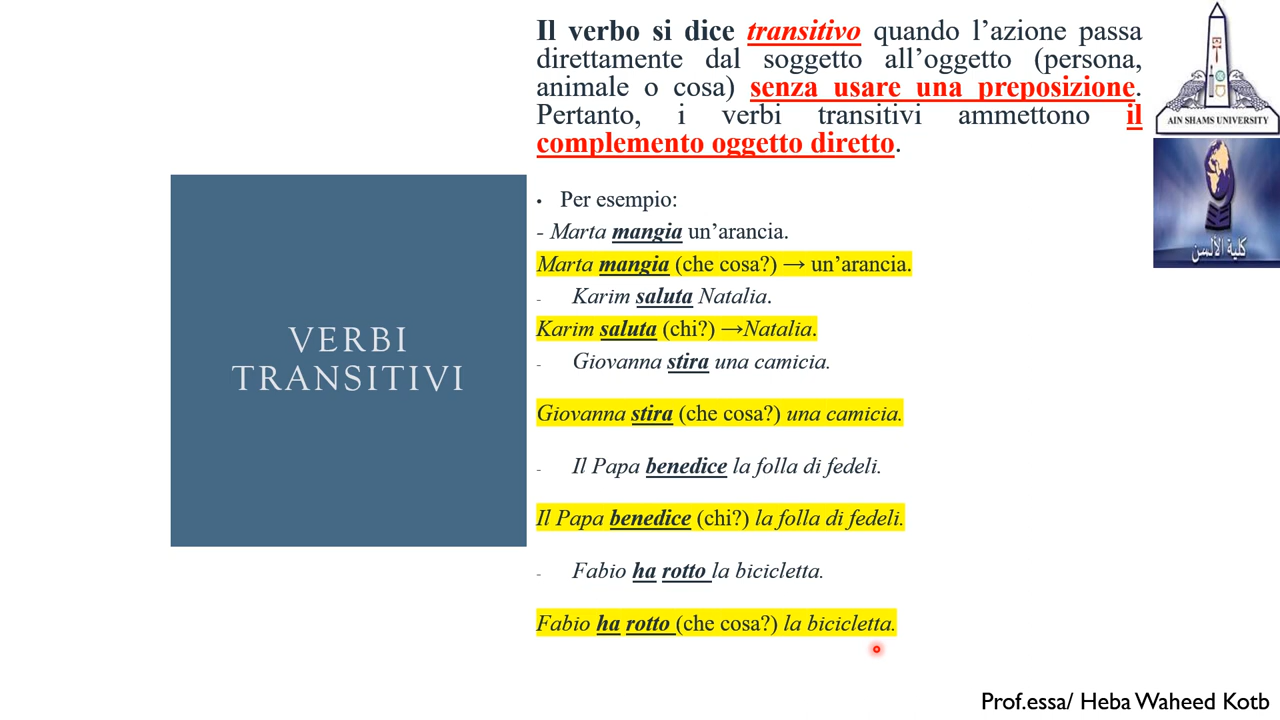 Il verbo si dice transitivo quando l’azione passa
direttamente dal soggetto all’oggetto (persona,
animale o cosa) senza usare una preposizione.
Pertanto, i verbi transitivi ammettono il
complemento oggetto diretto.
AIN SHAMS UNIVERSITY
كلية الألسن
VERBI
TRANSITIVI
• Per esempio:
- Marta mangia un’arancia.
Marta mangia (che cosa?) → un’arancia.
- Karim saluta Natalia.
Karim saluta (chi?) →Natalia.
- Giovanna stira una camicia.
Giovanna stira (che cosa?) una camicia.
- Il Papa benedice la folla di fedeli.
Il Papa benedice (chi?) la folla di fedeli.
- Fabio ha rotto la bicicletta.
Fabio ha rotto (che cosa?) la bicicletta.
Prof.essa/ Heba Waheed Kotb